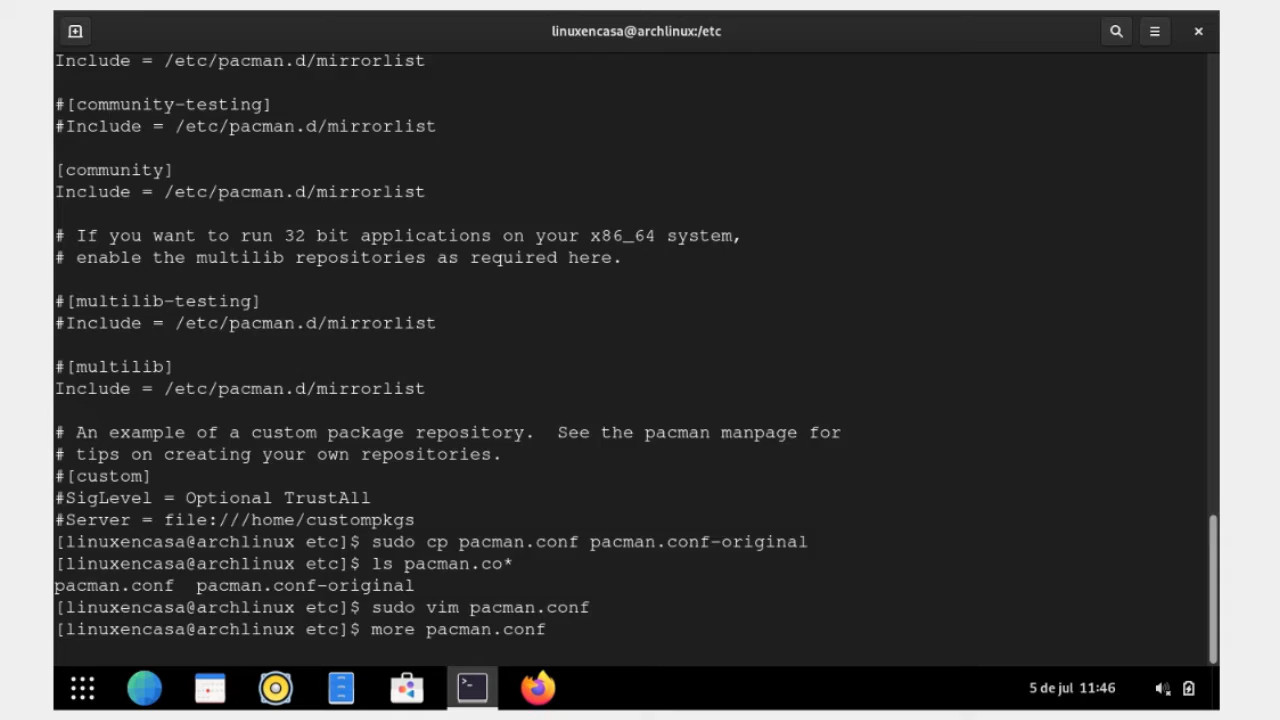 linuxencasa@archlinux:/etc
Include = /etc/pacman.d/mirrorlist
#[community-testing]
#Include = /etc/pacman.d/mirrorlist
[community]
Include = /etc/pacman.d/mirrorlist
# If you want to run 32 bit applications on your x86_64 system,
# enable the multilib repositories as required here.
#[multilib-testing]
#Include = /etc/pacman.d/mirrorlist
#[multilib]
Include = /etc/pacman.d/mirrorlist
# An example of a custom package repository.  See the pacman manpage for
# tips on creating your own repositories.
#[custom]
#SigLevel = Optional TrustAll
#Server = file:///home/custompkgs
[linuxencasa@archlinux etc]$ sudo cp pacman.conf pacman.conf-original
[linuxencasa@archlinux etc]$ ls pacman.co*
pacman.conf  pacman.conf-original
[linuxencasa@archlinux etc]$ sudo vim pacman.conf
[linuxencasa@archlinux etc]$ more pacman.conf
5 de jul 11:46